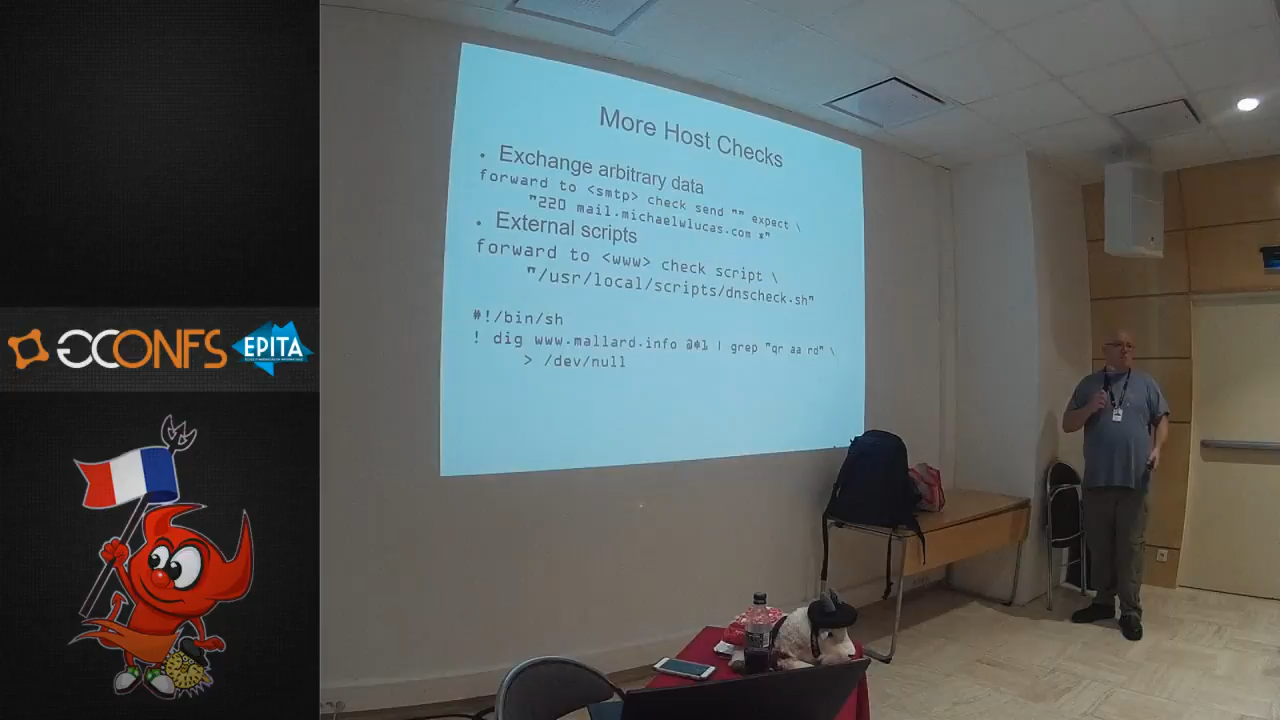 More Host Checks
• Exchange arbitrary data
forward to <smtp> check send "" expect \
"220 mail.michaelwlucas.com *"
• External scripts
forward to <www> check script \
"/usr/local/scripts/dnscheck.sh"
#!/bin/sh
! dig www.mallard.info @$1 | grep "qr aa rd" \
> /dev/null
GCONFS
EPITA